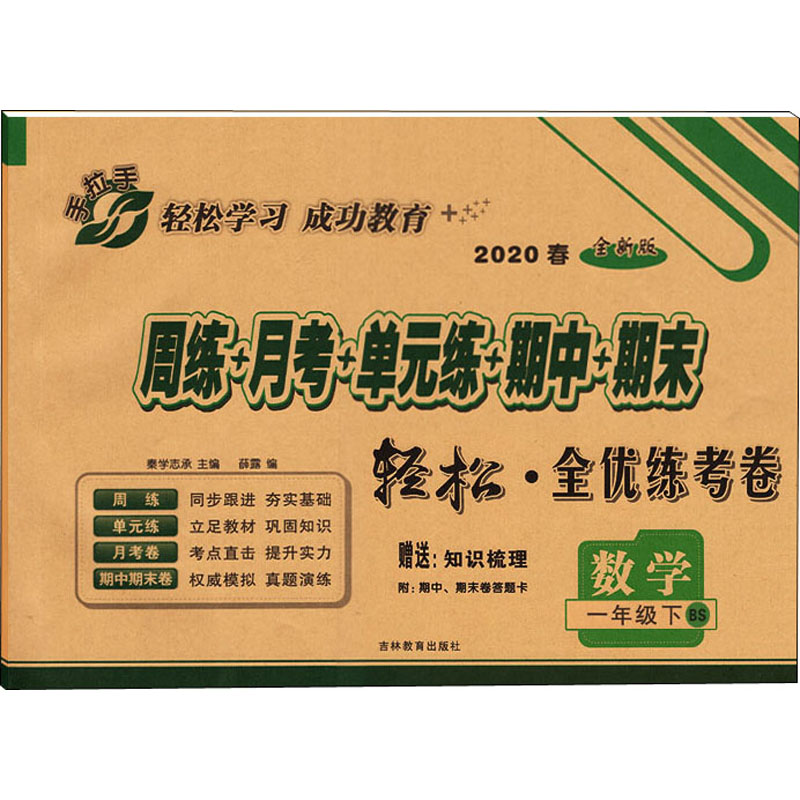 手拉手
轻松学习 成功教育
2020 春 全新版
周练+月考+单元练+期中+期末
轻松·全优练考卷
秦学志承 主编 薛露 编
周 练 同步跟进 夯实基础
单元练 立足教材 巩固知识
月考卷 考点直击 提升实力
期中期末卷 权威模拟 真题演练
赠送:知识梳理
附:期中、期末卷答题卡
数学
一年级下 BS
吉林教育出版社